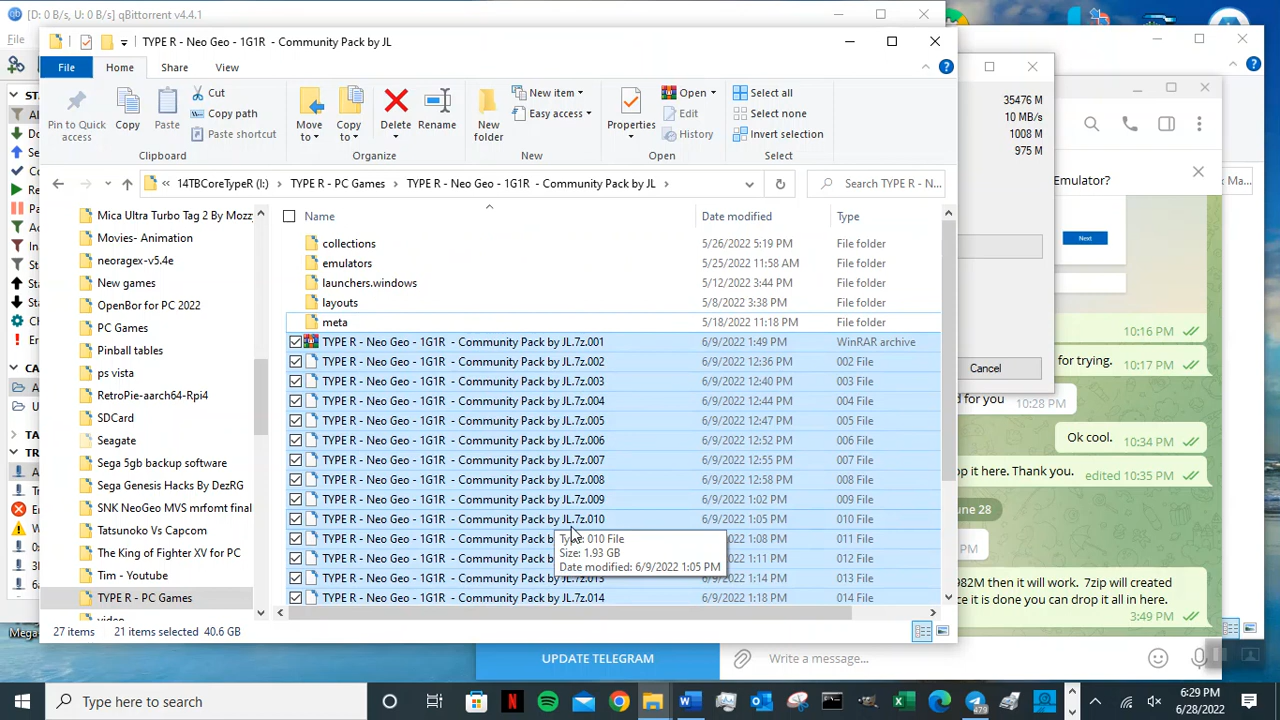 [D: 0 B/s, U: 0 B/s] qBittorrent v4.4.1
TYPE R - Neo Geo - 1G1R  - Community Pack by JL
File
Home
Share
View
Pin to Quick access
Copy
Paste
Cut
Copy path
Paste shortcut
Clipboard
Move to
Copy to
Delete
Rename
Organize
New folder
New item
Easy access
New
Properties
Open
Edit
History
Open
Select all
Select none
Invert selection
Select
« 14TBCoreTypeR (I:) > TYPE R - PC Games > TYPE R - Neo Geo - 1G1R  - Community Pack by JL >
Search TYPE R - N...
Mica Ultra Turbo Tag 2 By Mozzy
Movies- Animation
neoragex-v5.4e
New games
OpenBor for PC 2022
PC Games
Pinball tables
ps vista
RetroPie-aarch64-Rpi4
SDCard
Seagate
Sega 5gb backup software
Sega Genesis Hacks By DezRG
SNK NeoGeo MVS mrfomt final
Tatsunoko Vs Capcom
The King of Fighter XV for PC
Tim - Youtube
TYPE R - PC Games
video
Name Date modified Type
collections 5/26/2022 5:19 PM File folder
emulators 5/25/2022 11:58 AM File folder
launchers.windows 5/12/2022 3:44 PM File folder
layouts 5/8/2022 3:38 PM File folder
meta 5/18/2022 11:18 PM File folder
TYPE R - Neo Geo - 1G1R  - Community Pack by JL.7z.001 6/9/2022 1:49 PM WinRAR archive
TYPE R - Neo Geo - 1G1R  - Community Pack by JL.7z.002 6/9/2022 12:36 PM 002 File
TYPE R - Neo Geo - 1G1R  - Community Pack by JL.7z.003 6/9/2022 12:40 PM 003 File
TYPE R - Neo Geo - 1G1R  - Community Pack by JL.7z.004 6/9/2022 12:44 PM 004 File
TYPE R - Neo Geo - 1G1R  - Community Pack by JL.7z.005 6/9/2022 12:47 PM 005 File
TYPE R - Neo Geo - 1G1R  - Community Pack by JL.7z.006 6/9/2022 12:52 PM 006 File
TYPE R - Neo Geo - 1G1R  - Community Pack by JL.7z.007 6/9/2022 12:55 PM 007 File
TYPE R - Neo Geo - 1G1R  - Community Pack by JL.7z.008 6/9/2022 12:58 PM 008 File
TYPE R - Neo Geo - 1G1R  - Community Pack by JL.7z.009 6/9/2022 1:02 PM 009 File
TYPE R - Neo Geo - 1G1R  - Community Pack by JL.7z.010 6/9/2022 1:05 PM 010 File
TYPE R - Neo Geo - 1G1R  - Community Pack by JL.7z.011 6/9/2022 1:08 PM 011 File
TYPE R - Neo Geo - 1G1R  - Community Pack by JL.7z.012 6/9/2022 1:11 PM 012 File
TYPE R - Neo Geo - 1G1R  - Community Pack by JL.7z.013 6/9/2022 1:14 PM 013 File
TYPE R - Neo Geo - 1G1R  - Community Pack by JL.7z.014 6/9/2022 1:18 PM 014 File
Type: 010 File
Size: 1.93 GB
Date modified: 6/9/2022 1:05 PM
27 items 21 items selected 40.6 GB
35476 M
10 MB/s
1008 M
975 M
Cancel
Emulator?
Next
10:16 PM
for trying.
10:17 PM
d for you 10:28 PM
Ok cool. 10:34 PM
op it here. Thank you. edited 10:35 PM
une 28
PM
982M then it will work.  7zip will created
ce it is done you can drop it all in here.
3:49 PM
UPDATE TELEGRAM
Write a message...
Type here to search
479
6:29 PM
6/28/2022